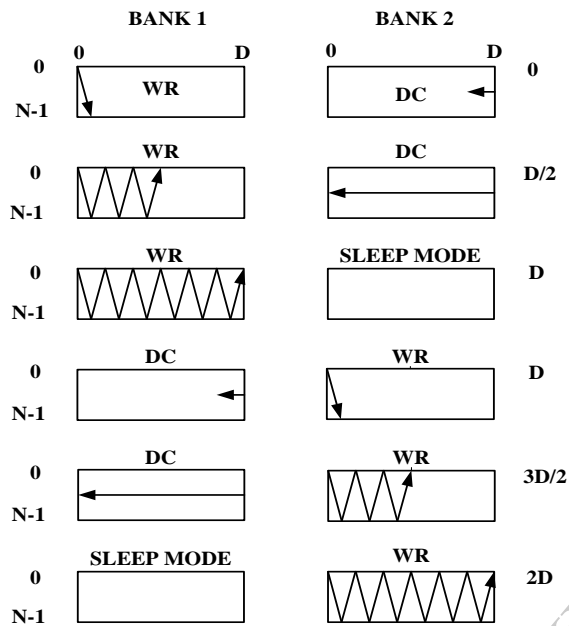 BANK 1 BANK 2
0 D 0 D
0 WR DC 0
N-1
WR DC
0 D/2
N-1
WR SLEEP MODE
0 D
N-1
DC WR
0 D
N-1
DC WR
0 3D/2
N-1
SLEEP MODE WR
0 2D
N-1